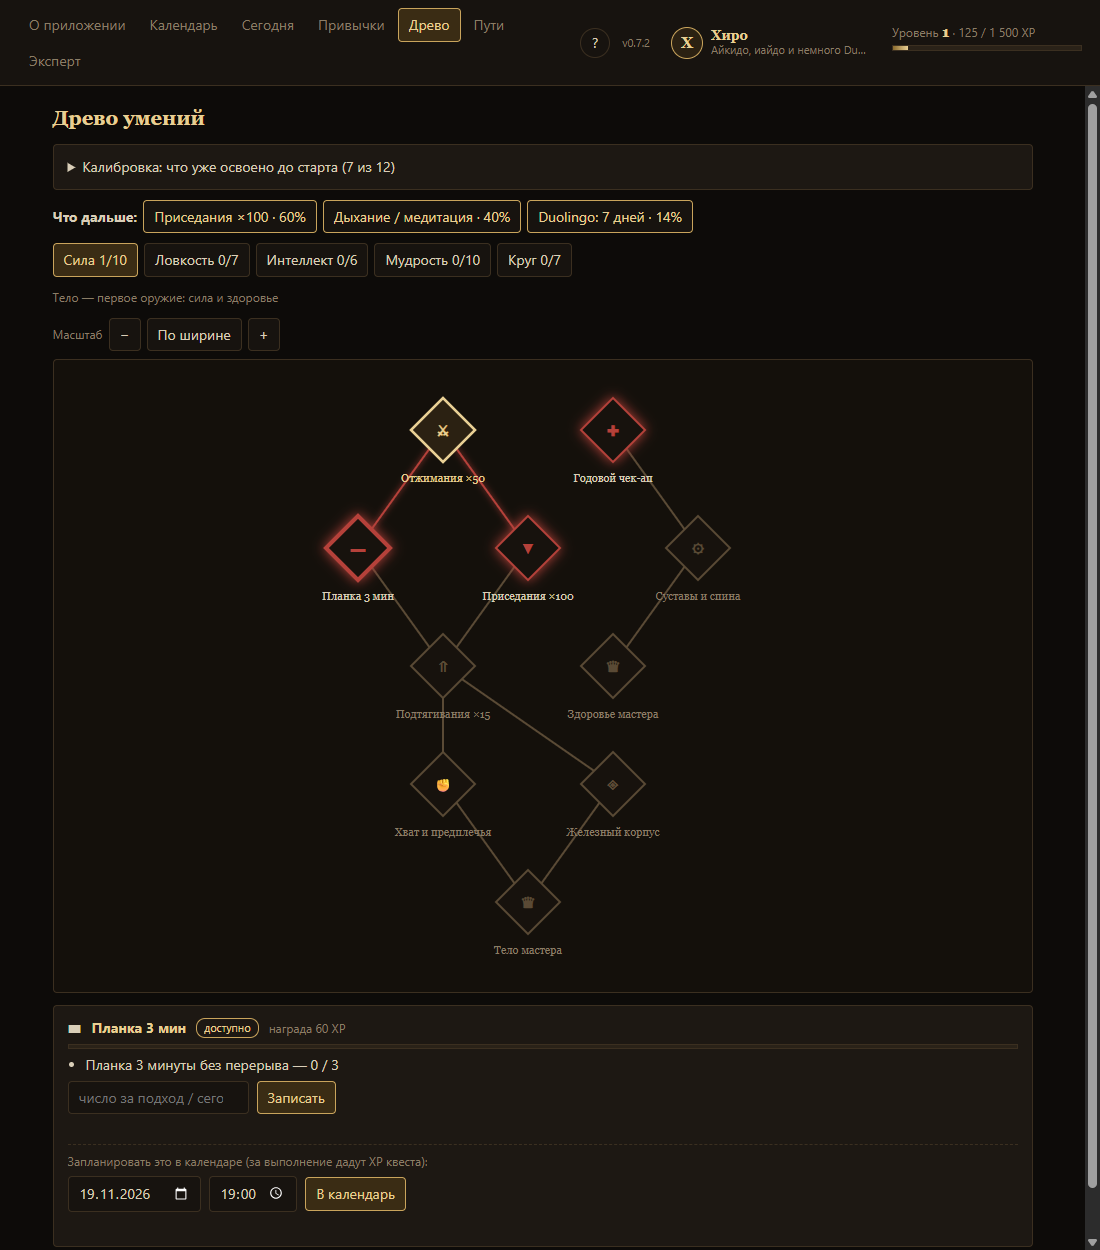 О приложении Календарь Сегодня Привычки Древо Пути
Эксперт
? v0.7.2
X Хиро
Айкидо, иайдо и немного Du...
Уровень 1 · 125 / 1 500 XP
Древо умений
▶ Калибровка: что уже освоено до старта (7 из 12)
Что дальше: Приседания ×100 · 60% Дыхание / медитация · 40% Duolingo: 7 дней · 14%
Сила 1/10 Ловкость 0/7 Интеллект 0/6 Мудрость 0/10 Круг 0/7
Тело — первое оружие: сила и здоровье
Масштаб − По ширине +
Отжимания ×50 Годовой чек-ап
Планка 3 мин Приседания ×100 Суставы и спина
Подтягивания ×15 Здоровье мастера
Хват и предплечья Железный корпус
Тело мастера
Планка 3 мин доступно награда 60 XP
• Планка 3 минуты без перерыва — 0 / 3
число за подход / сего Записать
Запланировать это в календаре (за выполнение дадут XP квеста):
19.11.2026 19:00 В календарь